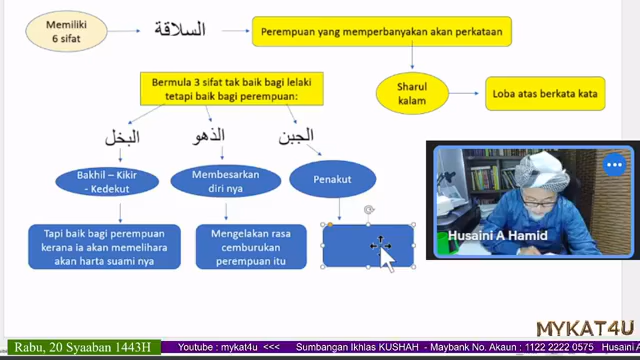 Memiliki
6 sifat
السلاقة
Perempuan yang memperbanyakan akan perkataan
Sharul
kalam
Loba atas berkata kata
Bermula 3 sifat tak baik bagi lelaki
tetapi baik bagi perempuan:
البخل
الذهو
الجبن
Bakhil – Kikir
- Kedekut
Membesarkan
diri nya
Penakut
Tapi baik bagi perempuan
kerana ia akan memelihara
akan harta suami nya
Mengelakan rasa
cemburukan
perempuan itu
Husaini A Hamid
MYKAT4U
Rabu, 20 Syaaban 1443H
Youtube : mykat4u <<< Sumbangan Ikhlas KUSHAH - Maybank No. Akaun : 1122 2222 0575 Husaini A